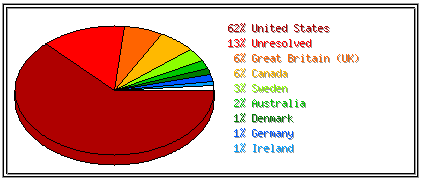 62% United States
13% Unresolved
6% Great Britain (UK)
6% Canada
3% Sweden
2% Australia
1% Denmark
1% Germany
1% Ireland